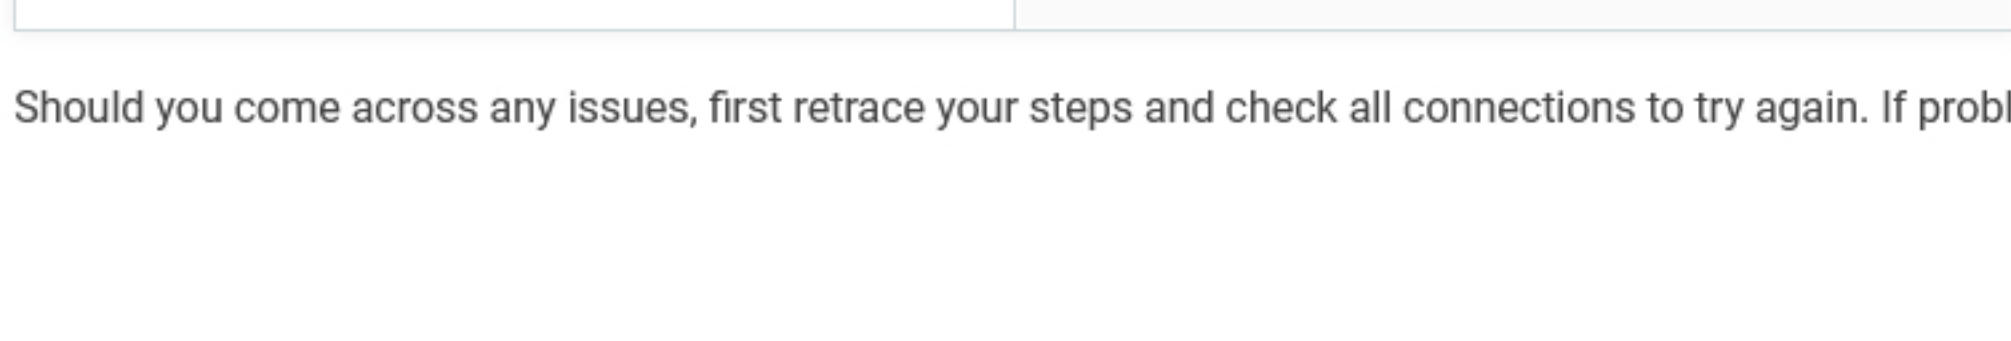 Should you come across any issues, first retrace your steps and check all connections to try again. If